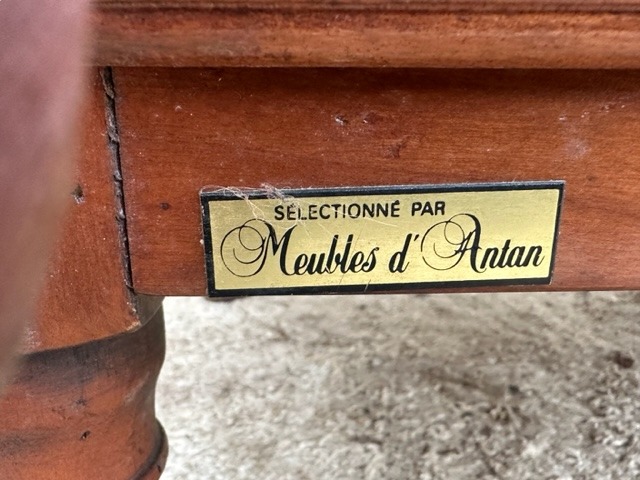 SÉLECTIONNÉ PAR
Meubles d'Antan